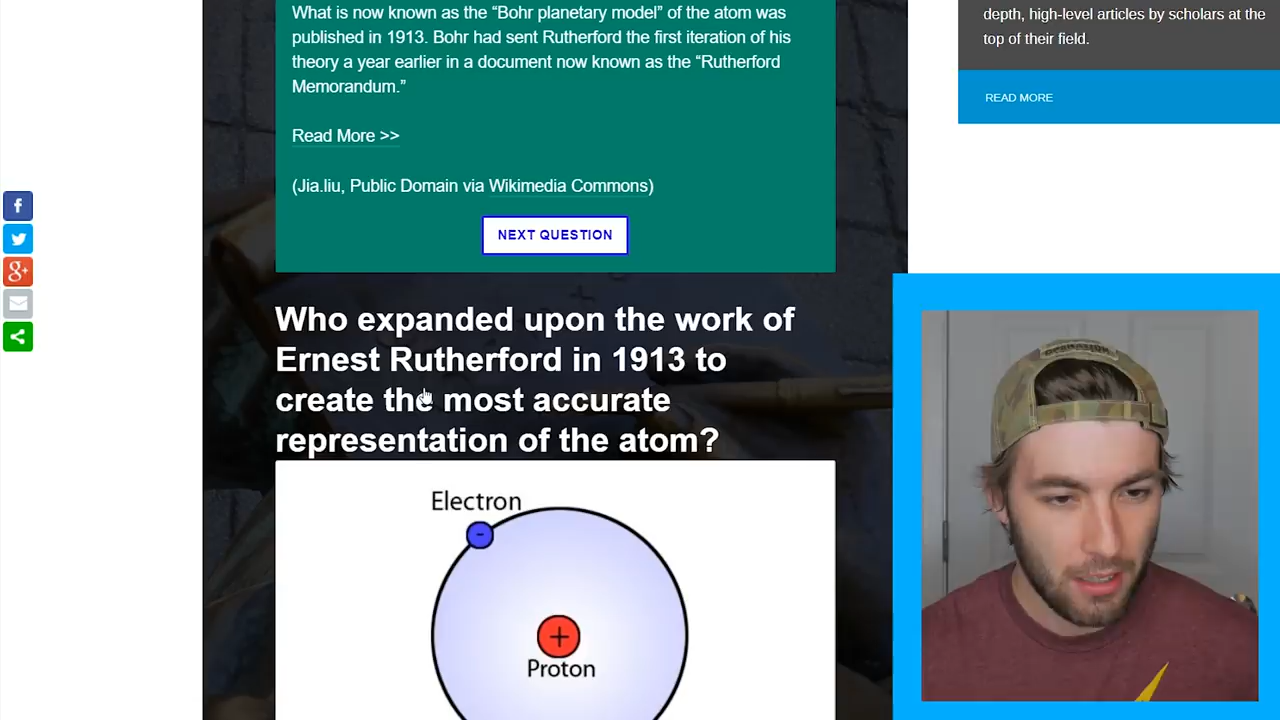 What is now known as the “Bohr planetary model” of the atom was
published in 1913. Bohr had sent Rutherford the first iteration of his
theory a year earlier in a document now known as the “Rutherford
Memorandum.”
Read More >>
(Jia.liu, Public Domain via Wikimedia Commons)
NEXT QUESTION
Who expanded upon the work of
Ernest Rutherford in 1913 to
create the most accurate
representation of the atom?
Electron
-
+
Proton
depth, high-level articles by scholars at the
top of their field.
READ MORE
f
g+